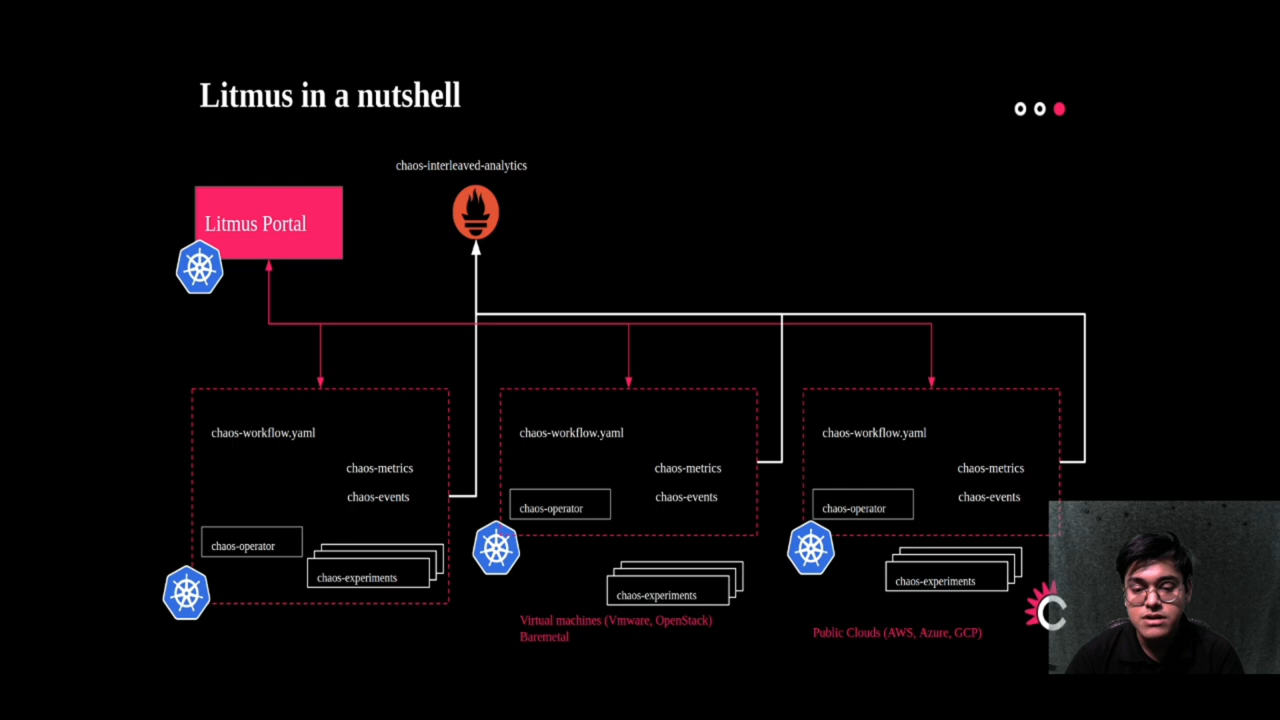 Litmus in a nutshell
chaos-interleaved-analytics
Litmus Portal
chaos-workflow.yaml
chaos-metrics
chaos-events
chaos-operator
chaos-experiments
chaos-workflow.yaml
chaos-metrics
chaos-events
chaos-operator
chaos-experiments
Virtual machines (Vmware, OpenStack)
Baremetal
chaos-workflow.yaml
chaos-metrics
chaos-events
chaos-operator
chaos-experiments
Public Clouds (AWS, Azure, GCP)
C